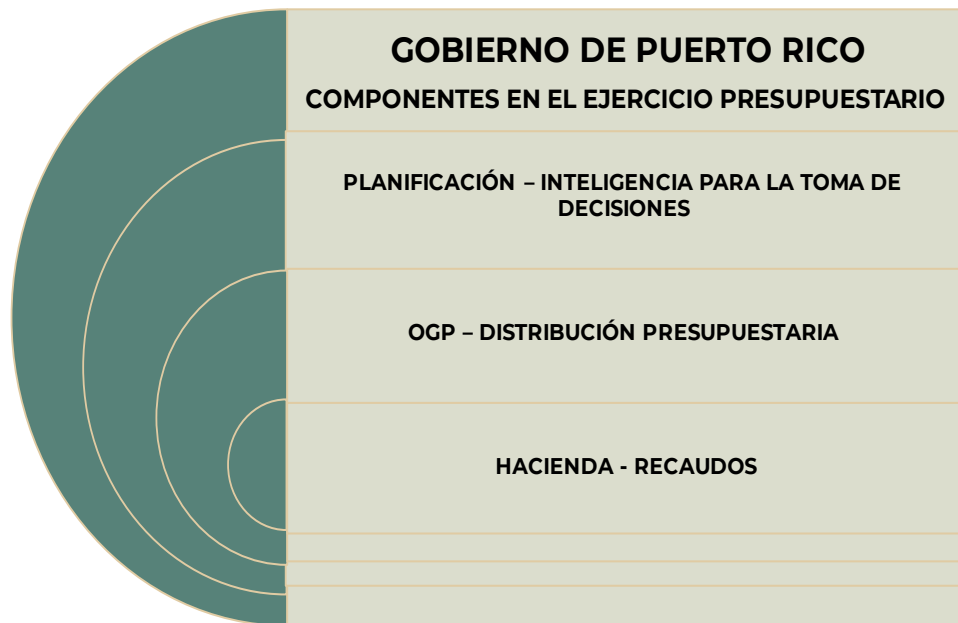 GOBIERNO DE PUERTO RICO
COMPONENTES EN EL EJERCICIO PRESUPUESTARIO
PLANIFICACIÓN – INTELIGENCIA PARA LA TOMA DE
DECISIONES
OGP – DISTRIBUCIÓN PRESUPUESTARIA
HACIENDA - RECAUDOS